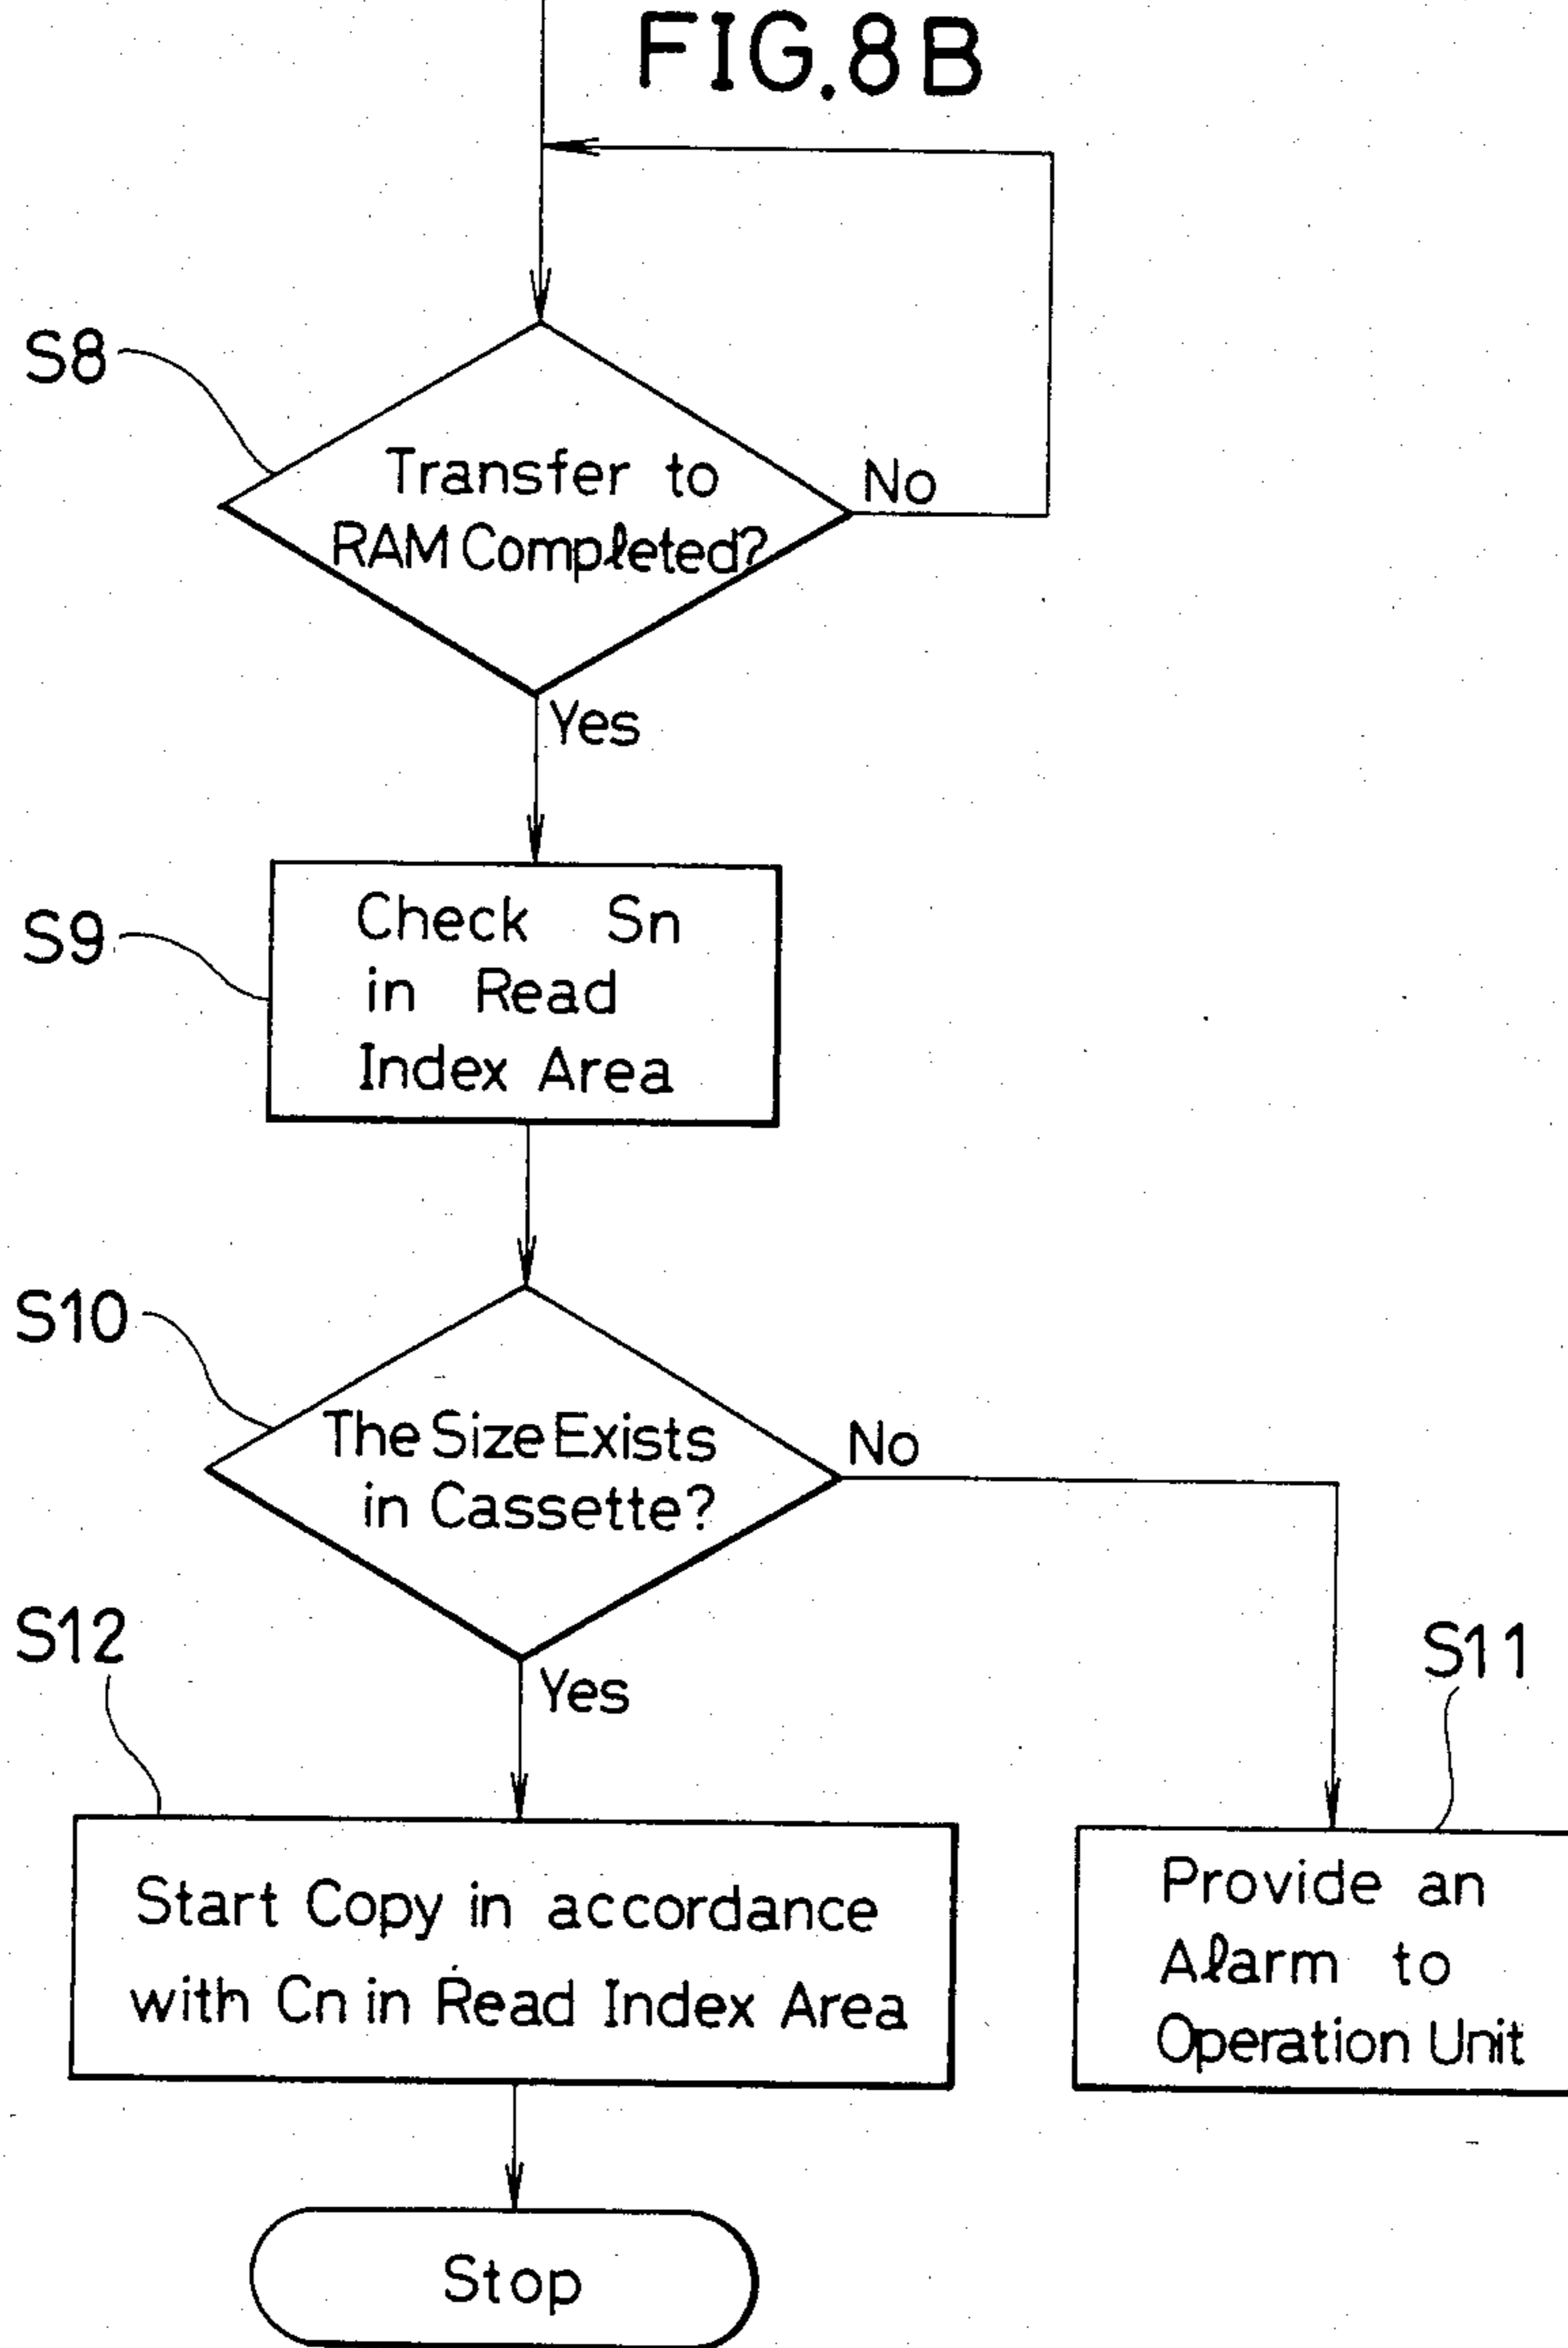 FIG.8B
S8
Transfer to
RAM Completed?
No
Yes
S9
Check Sn
in Read
Index Area
S10
The Size Exists
in Cassette?
No
Yes
S12
Start Copy in accordance
with Cn in Read Index Area
S11
Provide an
Alarm to
Operation Unit
Stop